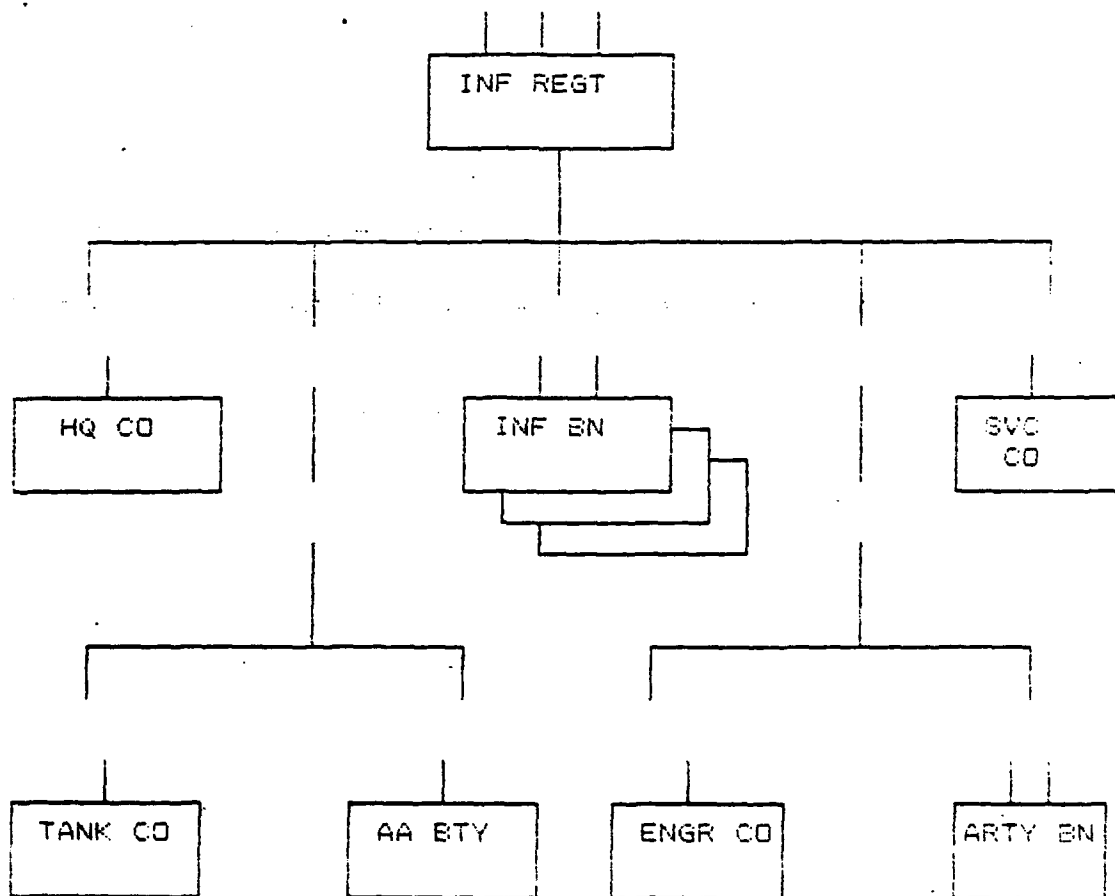 INF REGT
HQ CO
INF BN
SVC
CO
TANK CO
AA BTY
ENGR CO
ARTY BN